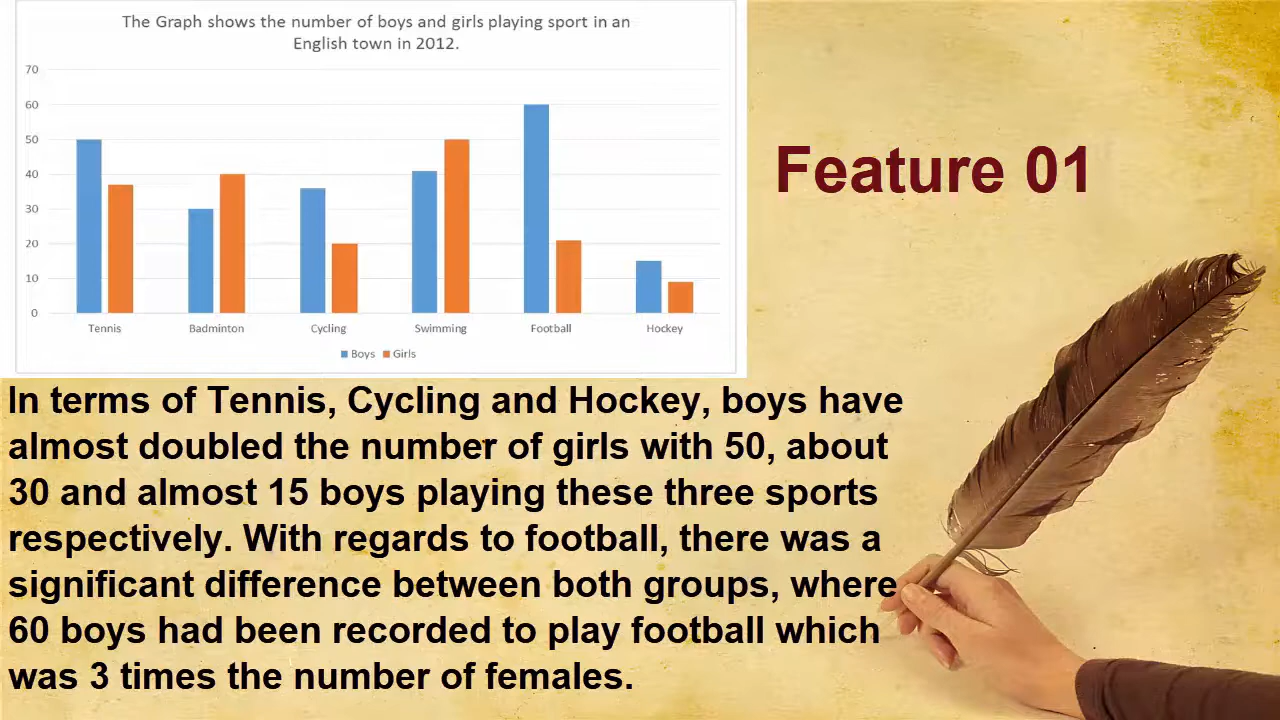 The Graph shows the number of boys and girls playing sport in an
English town in 2012.
70
60
50
40
30
20
10
0
Tennis Badminton Cycling Swimming Football Hockey
Boys Girls
Feature 01
In terms of Tennis, Cycling and Hockey, boys have
almost doubled the number of girls with 50, about
30 and almost 15 boys playing these three sports
respectively. With regards to football, there was a
significant difference between both groups, where
60 boys had been recorded to play football which
was 3 times the number of females.